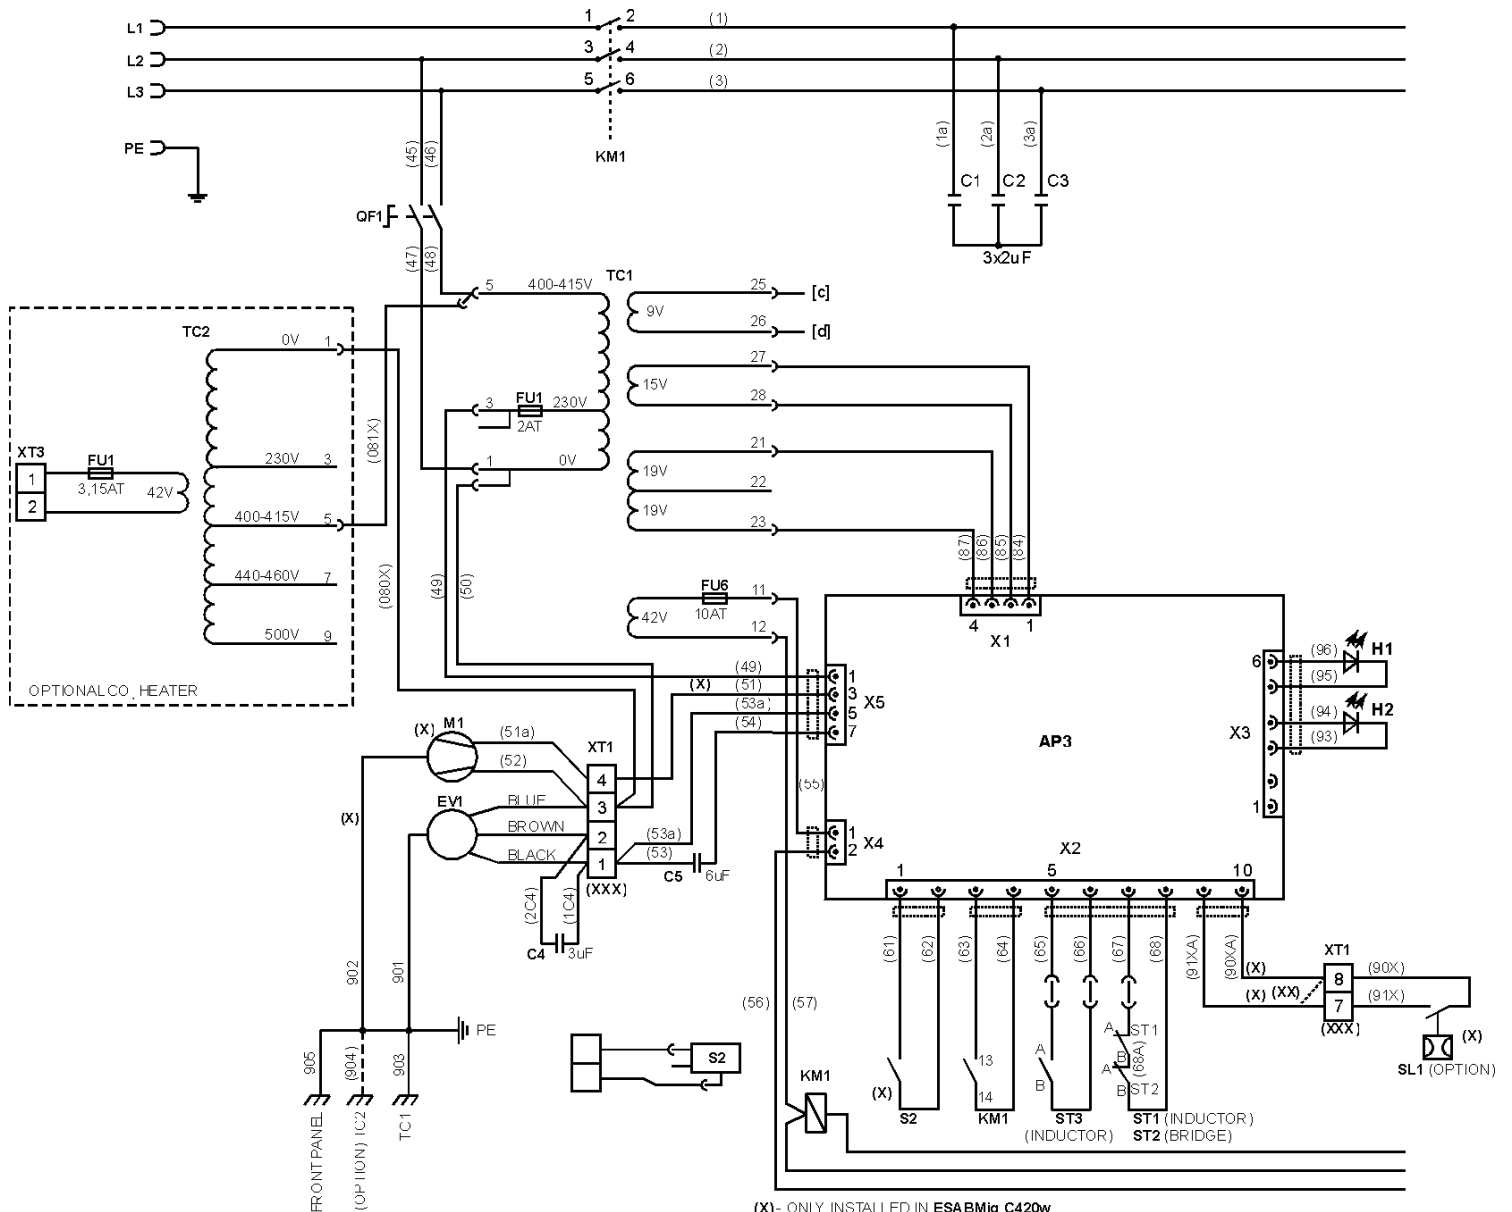 L1 1 2 (1)
L2 3 4 (2)
L3 5 6 (3)
PE
KM1
(45) (46)
(1a) (2a) (3a)
C1 C2 C3
3x2uF
QF1
(47) (48)
TC1
5 400-415V
25 [c]
9V
26 [d]
TC2
0V 1
27
15V
28
3 FU1 230V
2AT
(081X)
21
19V
22
19V
23
1 0V
XT3
1
2
FU1
3,15AT 42V
230V 3
400-415V 5
440-460V 7
500V 9
(080X)
(49) (50)
(87) (86) (85) (84)
4 1
X1
FU6 11
10AT
42V
12
OPTIONAL CO HEATER
(49) 1
(X) (51) 3
(53a) 5
(54) 7
X5
AP3
6 (96) H1
(95)
(94) H2
(93)
X3
1
(X) M1 (51a)
(52)
XT1
4
3
2
1
(XXX)
EV1 BLUE
BROWN
BLACK
(X)
(53a)
(53)
C5 6uF
(55)
1
2
X4
(2C4) (1C4)
C4 3uF
X2
1 5 10
(61) (62) (63) (64) (65) (66) (67) (68) (91XA) (90XA)
XT1
(X) 8 (90X)
(X) (XX) 7 (91X)
(XXX)
(X)
SL1 (OPTION)
902 901
PE
905 (904) 903
FRONT PANEL
(OPTION) IC2
TC1
S2
(56) (57)
KM1
(X)
S2
13
14
KM1
A
B
ST3
(INDUCTOR)
A ST1
B
(68A)
A
B ST2
ST1 (INDUCTOR)
ST2 (BRIDGE)
(X)- ONLY INSTALLED IN ESABMig C420w